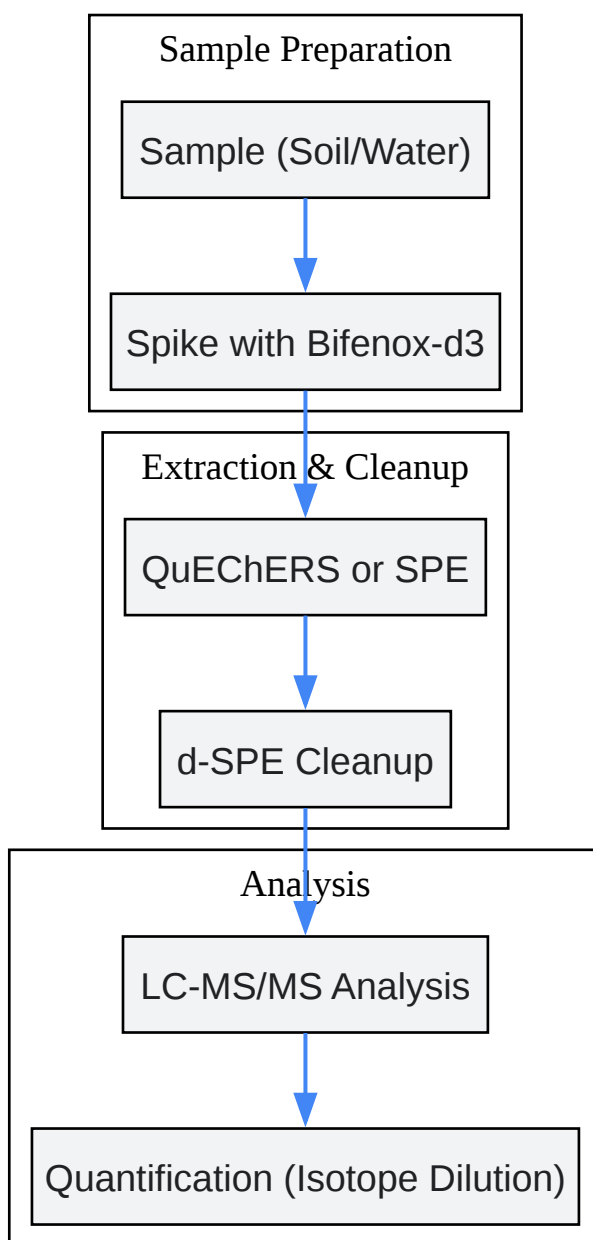 Sample Preparation
Sample (Soil/Water)
Spike with Bifenox-d3
Extraction & Cleanup
QuEChERS or SPE
d-SPE Cleanup
Analysis
LC-MS/MS Analysis
Quantification (Isotope Dilution)